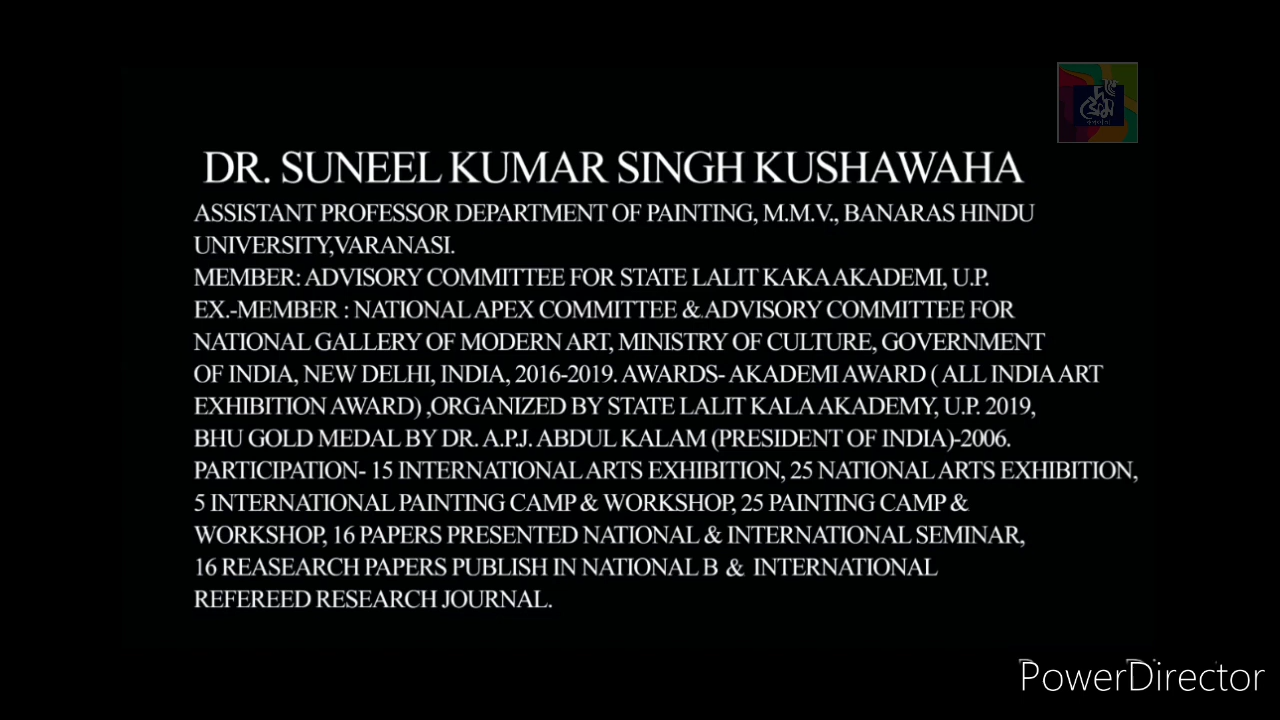 DR. SUNEEL KUMAR SINGH KUSHAWAHA
ASSISTANT PROFESSOR DEPARTMENT OF PAINTING, M.M.V., BANARAS HINDU
UNIVERSITY,VARANASI.
MEMBER: ADVISORY COMMITTEE FOR STATE LALIT KAKA AKADEMI, U.P.
EX.-MEMBER : NATIONAL APEX COMMITTEE & ADVISORY COMMITTEE FOR
NATIONAL GALLERY OF MODERN ART, MINISTRY OF CULTURE, GOVERNMENT
OF INDIA, NEW DELHI, INDIA, 2016-2019. AWARDS- AKADEMI AWARD ( ALL INDIA ART
EXHIBITION AWARD) ,ORGANIZED BY STATE LALIT KALA AKADEMY, U.P. 2019,
BHU GOLD MEDAL BY DR. A.P.J. ABDUL KALAM (PRESIDENT OF INDIA)-2006.
PARTICIPATION- 15 INTERNATIONAL ARTS EXHIBITION, 25 NATIONAL ARTS EXHIBITION,
5 INTERNATIONAL PAINTING CAMP & WORKSHOP, 25 PAINTING CAMP &
WORKSHOP, 16 PAPERS PRESENTED NATIONAL & INTERNATIONAL SEMINAR,
16 REASEARCH PAPERS PUBLISH IN NATIONAL B & INTERNATIONAL
REFEREED RESEARCH JOURNAL.
PowerDirector